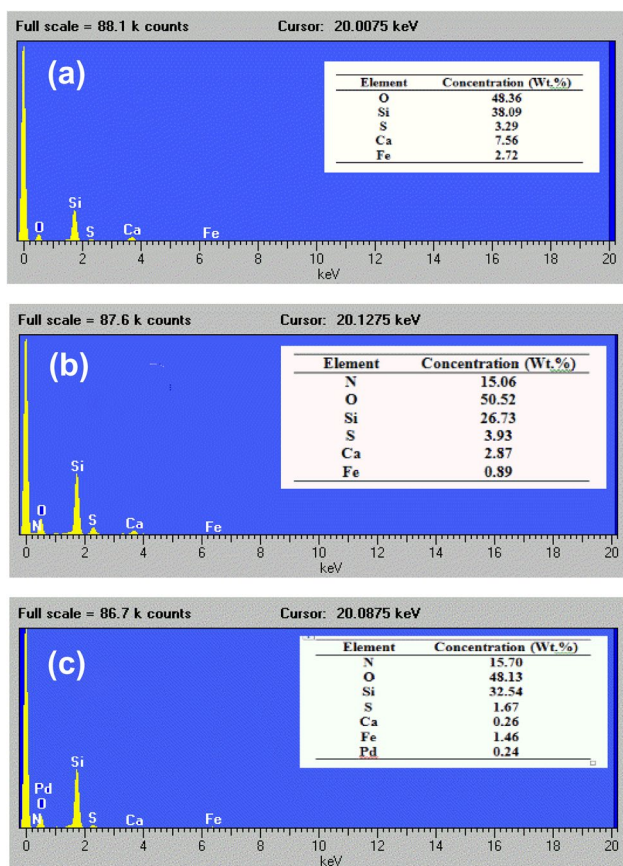 Full scale = 88.1 k counts Cursor: 20.0075 keV
(a)
Element Concentration (Wt.%)
O 48.36
Si 38.09
S 3.29
Ca 7.56
Fe 2.72
Si
O S Ca Fe
0 2 4 6 8 10 12 14 16 18 20
keV
Full scale = 87.6 k counts Cursor: 20.1275 keV
(b)
Element Concentration (Wt.%)
N 15.06
O 50.52
Si 26.73
S 3.93
Ca 2.87
Fe 0.89
Si
O
N S Ca Fe
0 2 4 6 8 10 12 14 16 18 20
keV
Full scale = 86.7 k counts Cursor: 20.0875 keV
(c)
Element Concentration (Wt.%)
N 15.70
O 48.13
Si 32.54
S 1.67
Ca 0.26
Fe 1.46
Pd 0.24
Si
Pd
O
N S Ca Fe
0 2 4 6 8 10 12 14 16 18 20
keV